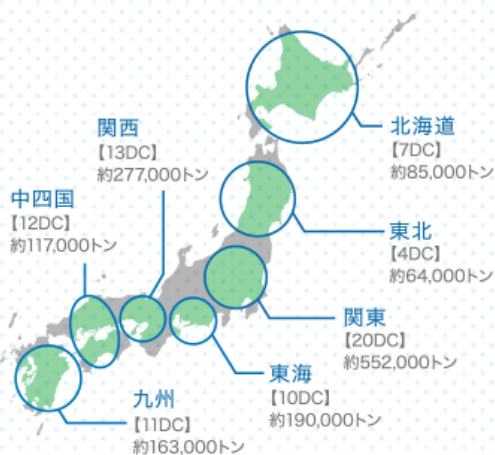 北海道
【7DC】
約85,000トン
関西
【13DC】
約277,000トン
中四国
【12DC】
約117,000トン
東北
【4DC】
約64,000トン
関東
【20DC】
約552,000トン
東海
【10DC】
約190,000トン
九州
【11DC】
約163,000トン